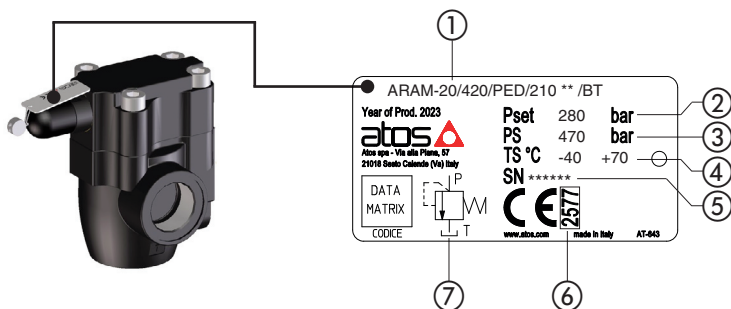 ①
ARAM-20/420/PED/210 ** /BT
Year of Prod. 2023
atos
Atos spa - Via alla Piana, 57
21018 Sesto Calende (Va) Italy
Pset 280 bar ②
PS 470 bar ③
TS °C -40 +70 ④
SN ****** ⑤
DATA
MATRIX
CODICE
P
T
CE 2577
www.atos.com made in Italy AT-643
⑦ ⑥